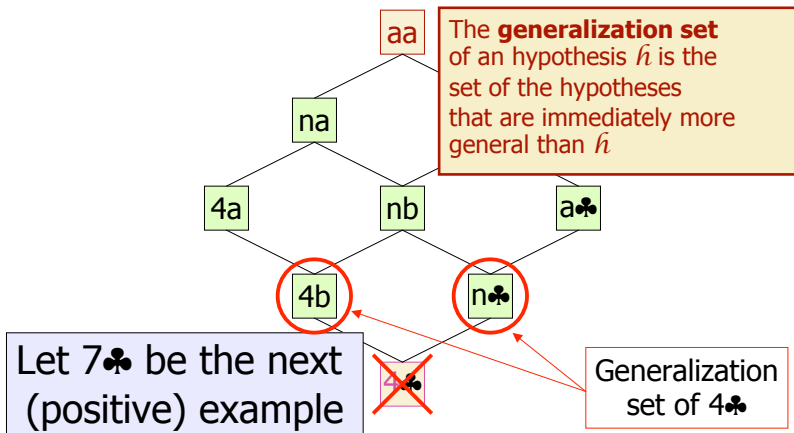 aa
The generalization set
of an hypothesis h is the
set of the hypotheses
that are immediately more
general than h
na
4a
nb
a♣
4b
n♣
Let 7♣ be the next
(positive) example
4♣
Generalization
set of 4♣